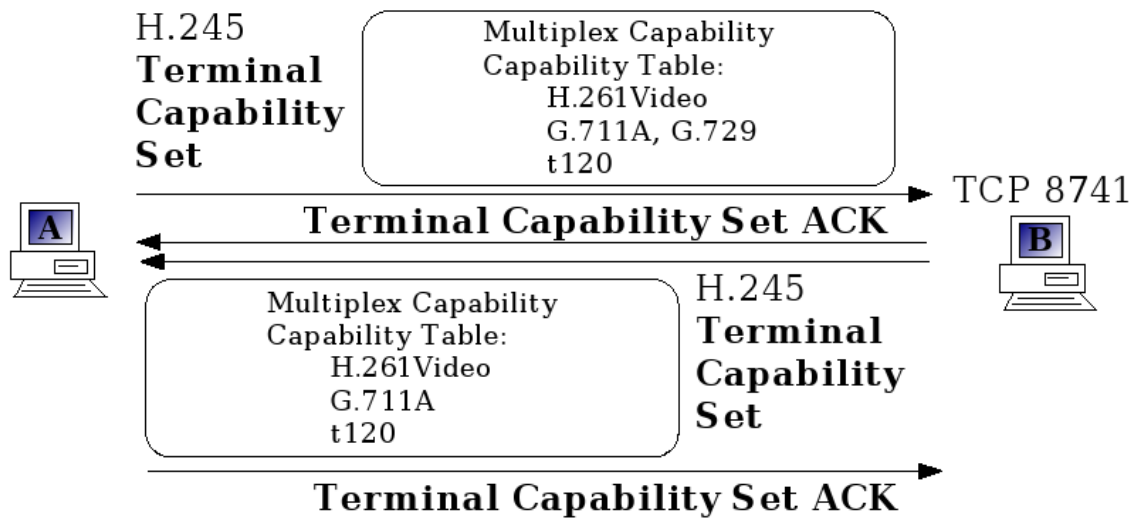 H.245
Terminal
Capability
Set
Multiplex Capability
Capability Table:
H.261Video
G.711A, G.729
t120
TCP 8741
Terminal Capability Set ACK
A
B
Multiplex Capability
Capability Table:
H.261Video
G.711A
t120
H.245
Terminal
Capability
Set
Terminal Capability Set ACK